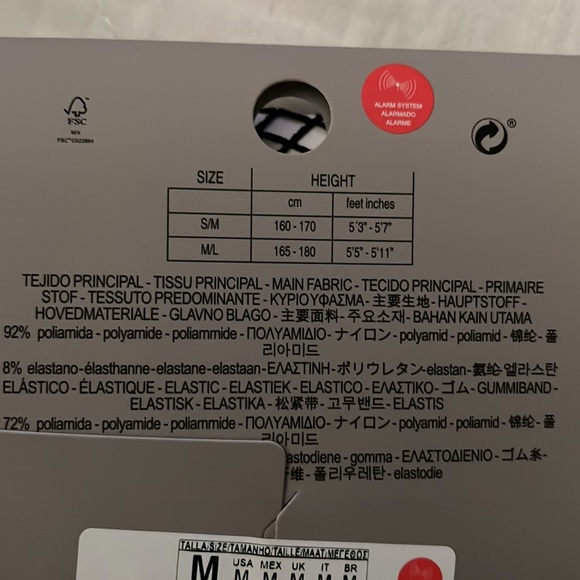 FSC
MIX
ALARM SYSTEM
ALARMADO
ALARME
®
SIZE HEIGHT
cm feet inches
S/M 160 - 170 5'3" - 5'7"
M/L 165 - 180 5'5" - 5'11"
TEJIDO PRINCIPAL - TISSU PRINCIPAL - MAIN FABRIC - TECIDO PRINCIPAL - PRIMAIRE
STOF - TESSUTO PREDOMINANTE - ΚΥΡΙΟ ΥΦΑΣΜΑ - 主要生地 - HAUPTSTOFF -
HOVEDMATERIALE - GLAVNO BLAGO - 主要面料 - 주요소재 - BAHAN KAIN UTAMA
92% poliamida - polyamide - poliammide - ΠΟΛΥΑΜΙΔΙΟ - ナイロン - polyamid - poliamid - 锦纶 - 폴
리아미드
8% elastano-élasthanne-elastane-elastaan-ΕΛΑΣΤΙΝΗ-ポリウレタン-elastan-氨纶-엘라스탄
ELÁSTICO - ÉLASTIQUE - ELASTIC - ELASTIEK - ELASTICO - ΕΛΑΣΤΙΚΟ - ゴム - GUMMIBAND -
ELASTISK - ELASTIKA - 松紧带 - 고무밴드 - ELASTIS
72% poliamida - polyamide - poliammide - ΠΟΛΥΑΜΙΔΙΟ - ナイロン - polyamid - poliamid - 锦纶 - 폴
리아미드
astodiene - gomma - ΕΛΑΣΤΟΔΙΕΝΙΟ - ゴム糸-
维 - 폴리우레탄 - elastodie
TALLA/SIZE/TAMANHO/TAILLE/MAAT/ΜΕΓΕΘΟΣ
M USA MEX UK IT BR
M M M M M